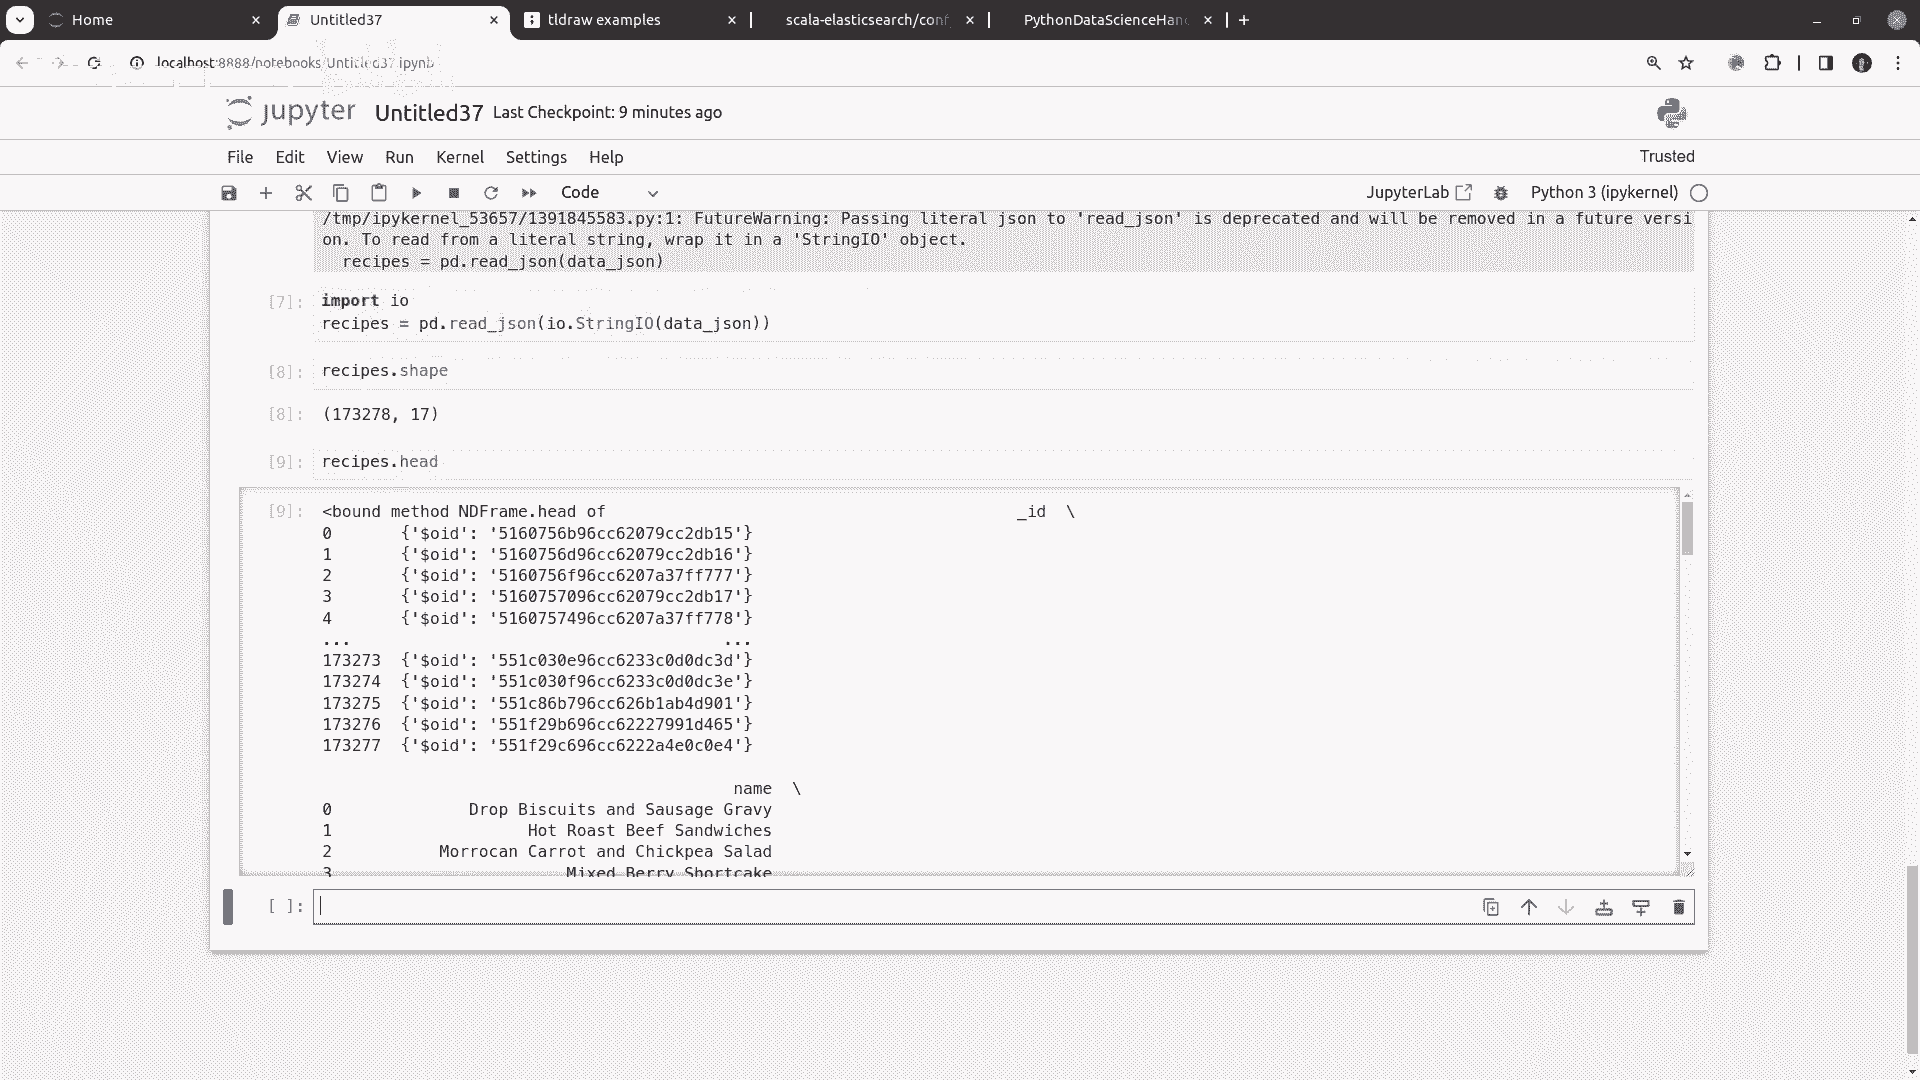 Home
Untitled37
tldraw examples
scala-elasticsearch/conf
PythonDataScienceHan
localhost:8888/notebooks/Untitled37.ipynb
jupyter
Untitled37
Last Checkpoint: 9 minutes ago
File Edit View Run Kernel Settings Help
Trusted
Code
JupyterLab
Python 3 (ipykernel)
/tmp/ipykernel_53657/1391845583.py:1: FutureWarning: Passing literal json to 'read_json' is deprecated and will be removed in a future versi
on. To read from a literal string, wrap it in a 'StringIO' object.
  recipes = pd.read_json(data_json)
[7]: import io
recipes = pd.read_json(io.StringIO(data_json))
[8]: recipes.shape
[8]: (173278, 17)
[9]: recipes.head
[9]: <bound method NDFrame.head of                                           _id  \
0       {'$oid': '5160756b96cc62079cc2db15'}
1       {'$oid': '5160756d96cc62079cc2db16'}
2       {'$oid': '5160756f96cc6207a37ff777'}
3       {'$oid': '5160757096cc62079cc2db17'}
4       {'$oid': '5160757496cc6207a37ff778'}
...                                      ...
173273  {'$oid': '551c030e96cc6233c0d0dc3d'}
173274  {'$oid': '551c030f96cc6233c0d0dc3e'}
173275  {'$oid': '551c86b796cc626b1ab4d901'}
173276  {'$oid': '551f29b696cc62227991d465'}
173277  {'$oid': '551f29c696cc6222a4e0c0e4'}
name  \
0              Drop Biscuits and Sausage Gravy
1                    Hot Roast Beef Sandwiches
2           Morrocan Carrot and Chickpea Salad
3                        Mixed Berry Shortcake
[ ]: